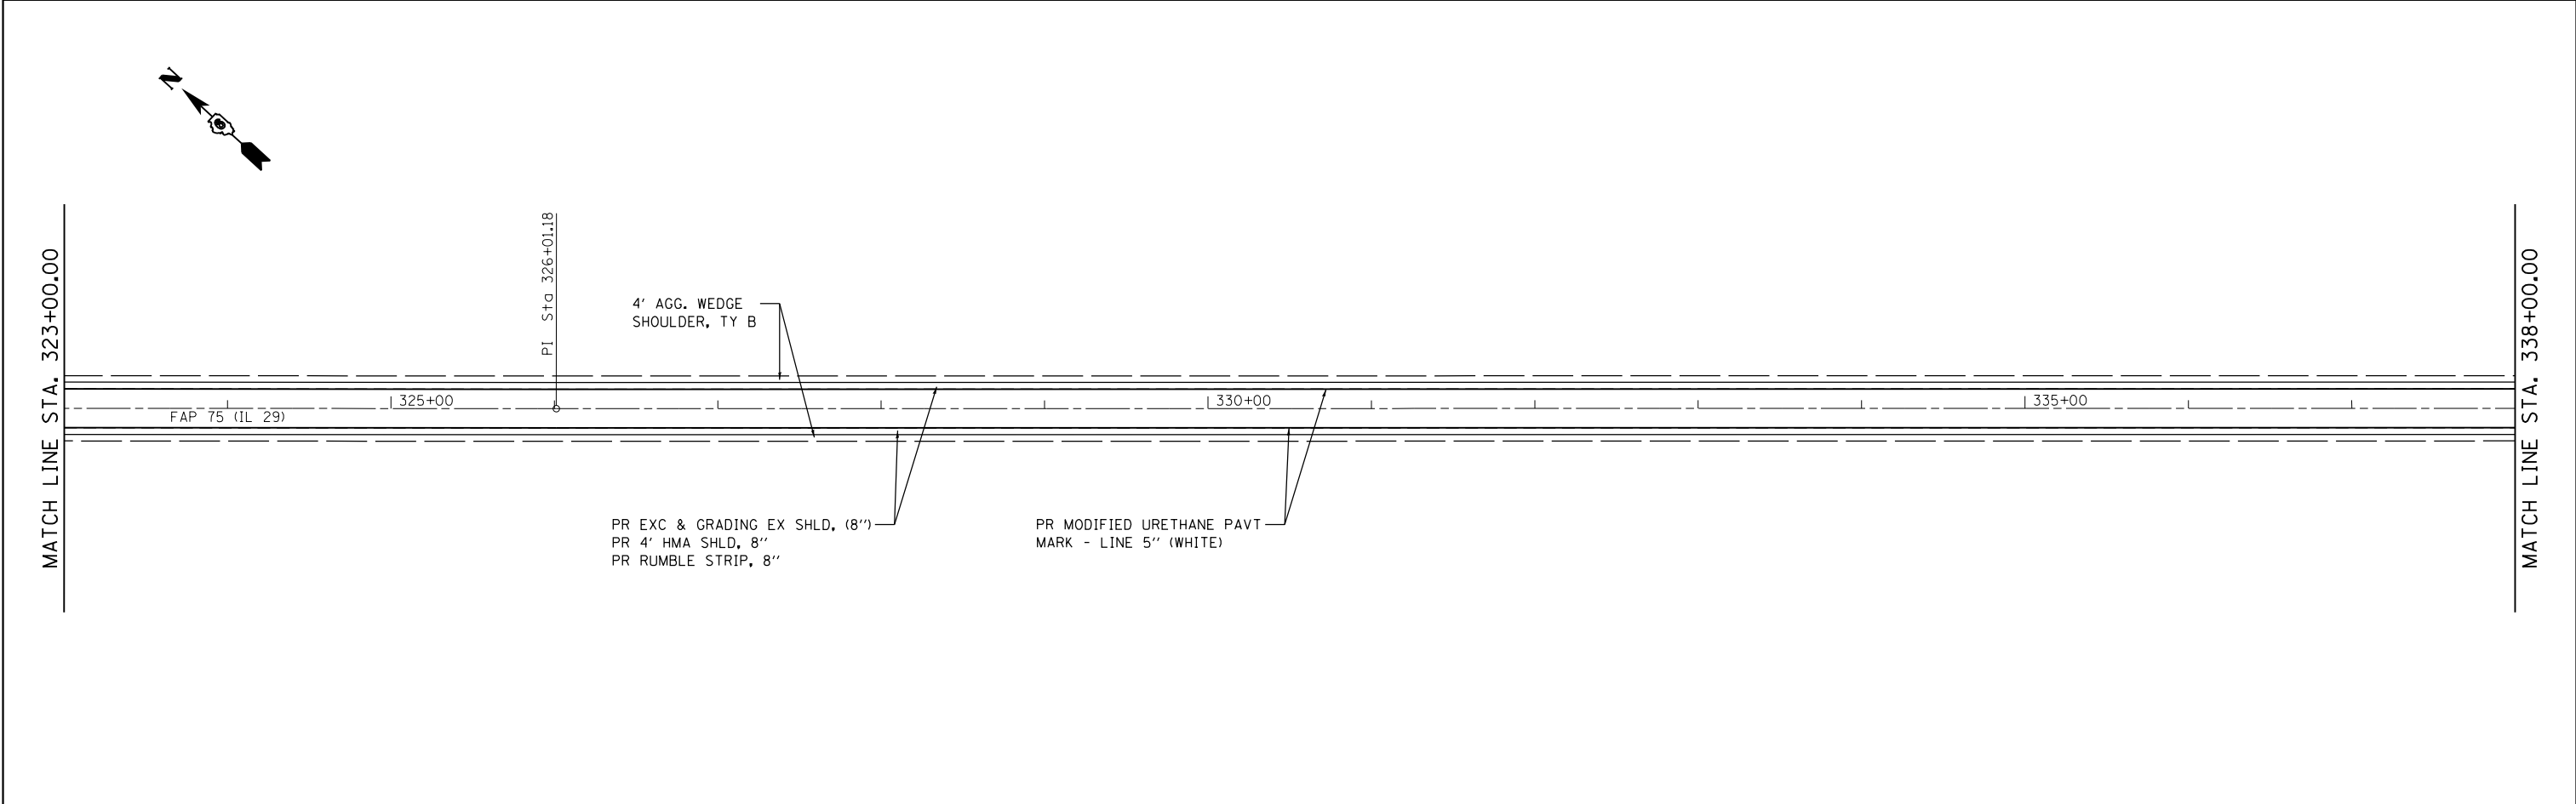 N
MATCH LINE STA. 323+00.00
PI Sta 326+01.18
4' AGG. WEDGE
SHOULDER, TY B
325+00
330+00
335+00
FAP 75 (IL 29)
PR EXC & GRADING EX SHLD, (8")
PR 4' HMA SHLD, 8"
PR RUMBLE STRIP, 8"
PR MODIFIED URETHANE PAVT
MARK - LINE 5" (WHITE)
MATCH LINE STA. 338+00.00